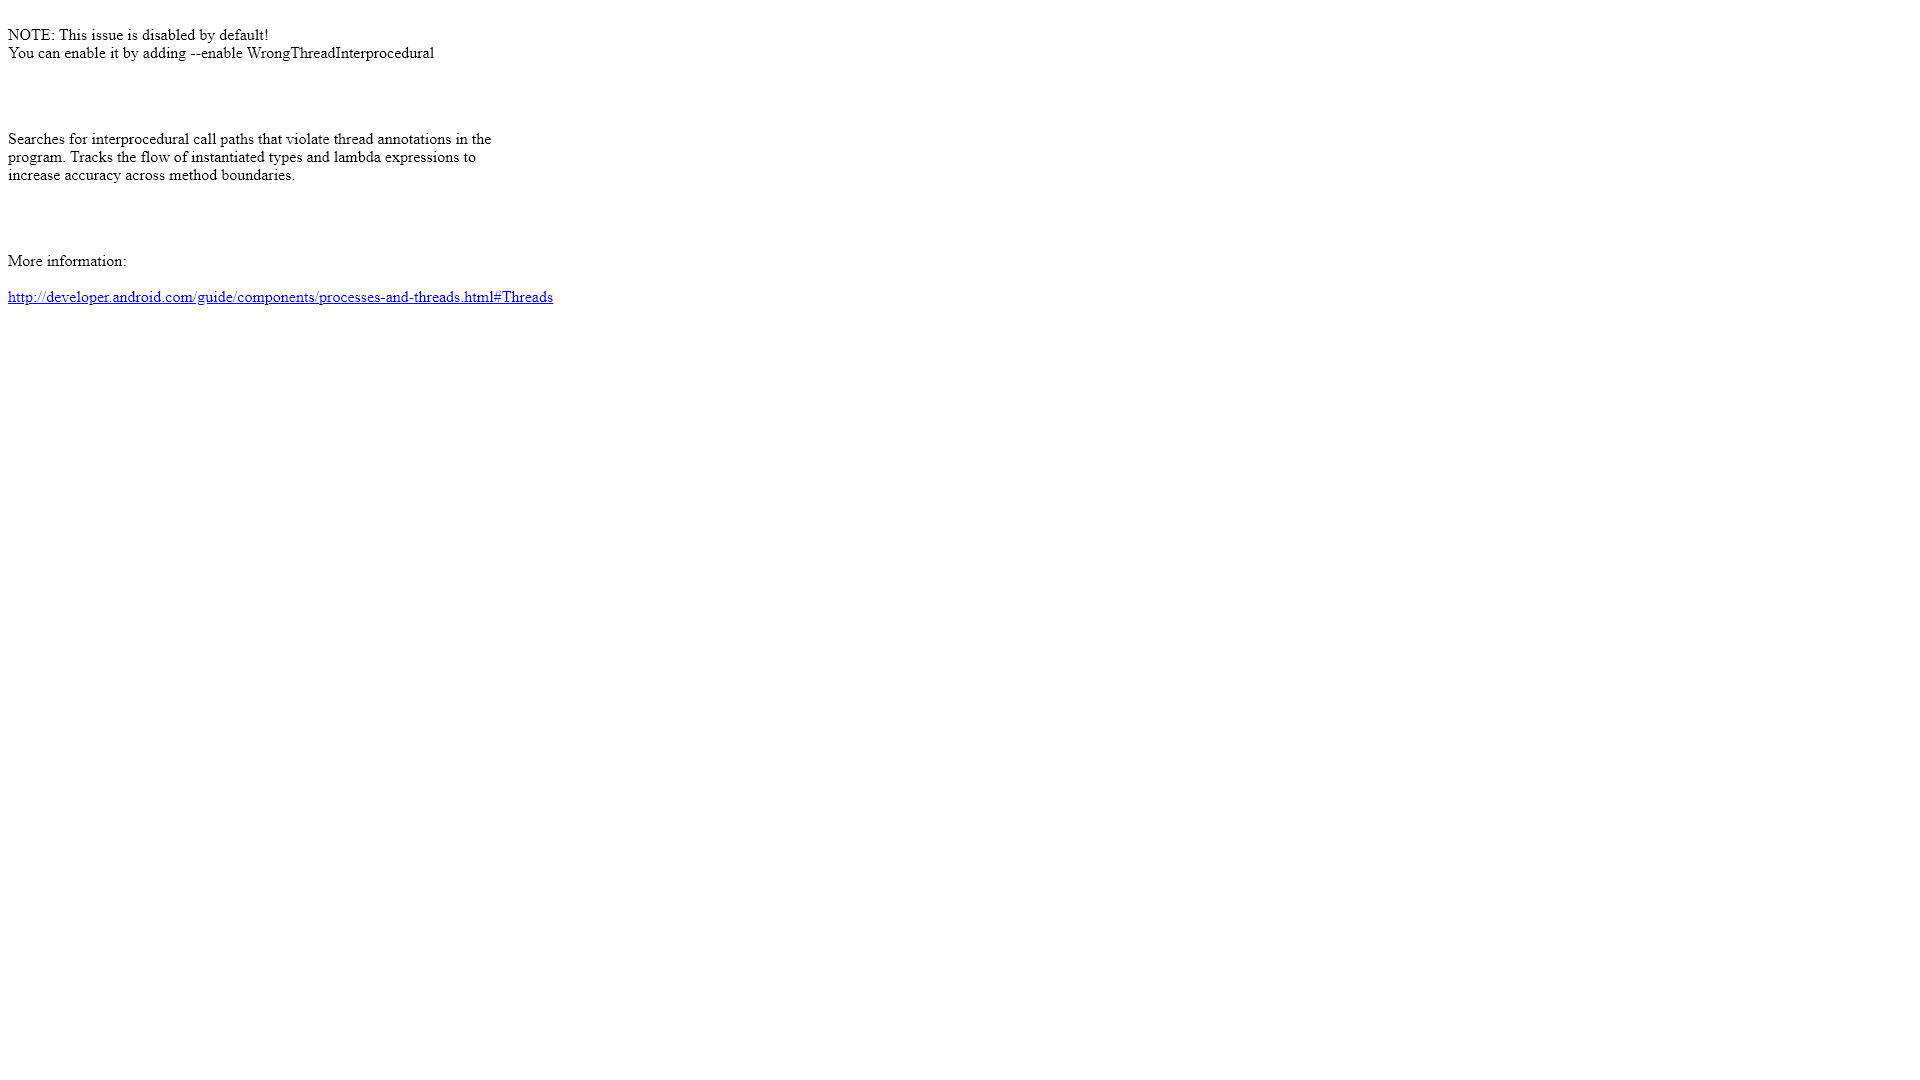 NOTE: This issue is disabled by default!
You can enable it by adding --enable WrongThreadInterprocedural
Searches for interprocedural call paths that violate thread annotations in the
program. Tracks the flow of instantiated types and lambda expressions to
increase accuracy across method boundaries.
More information:
http://developer.android.com/guide/components/processes-and-threads.html#Threads